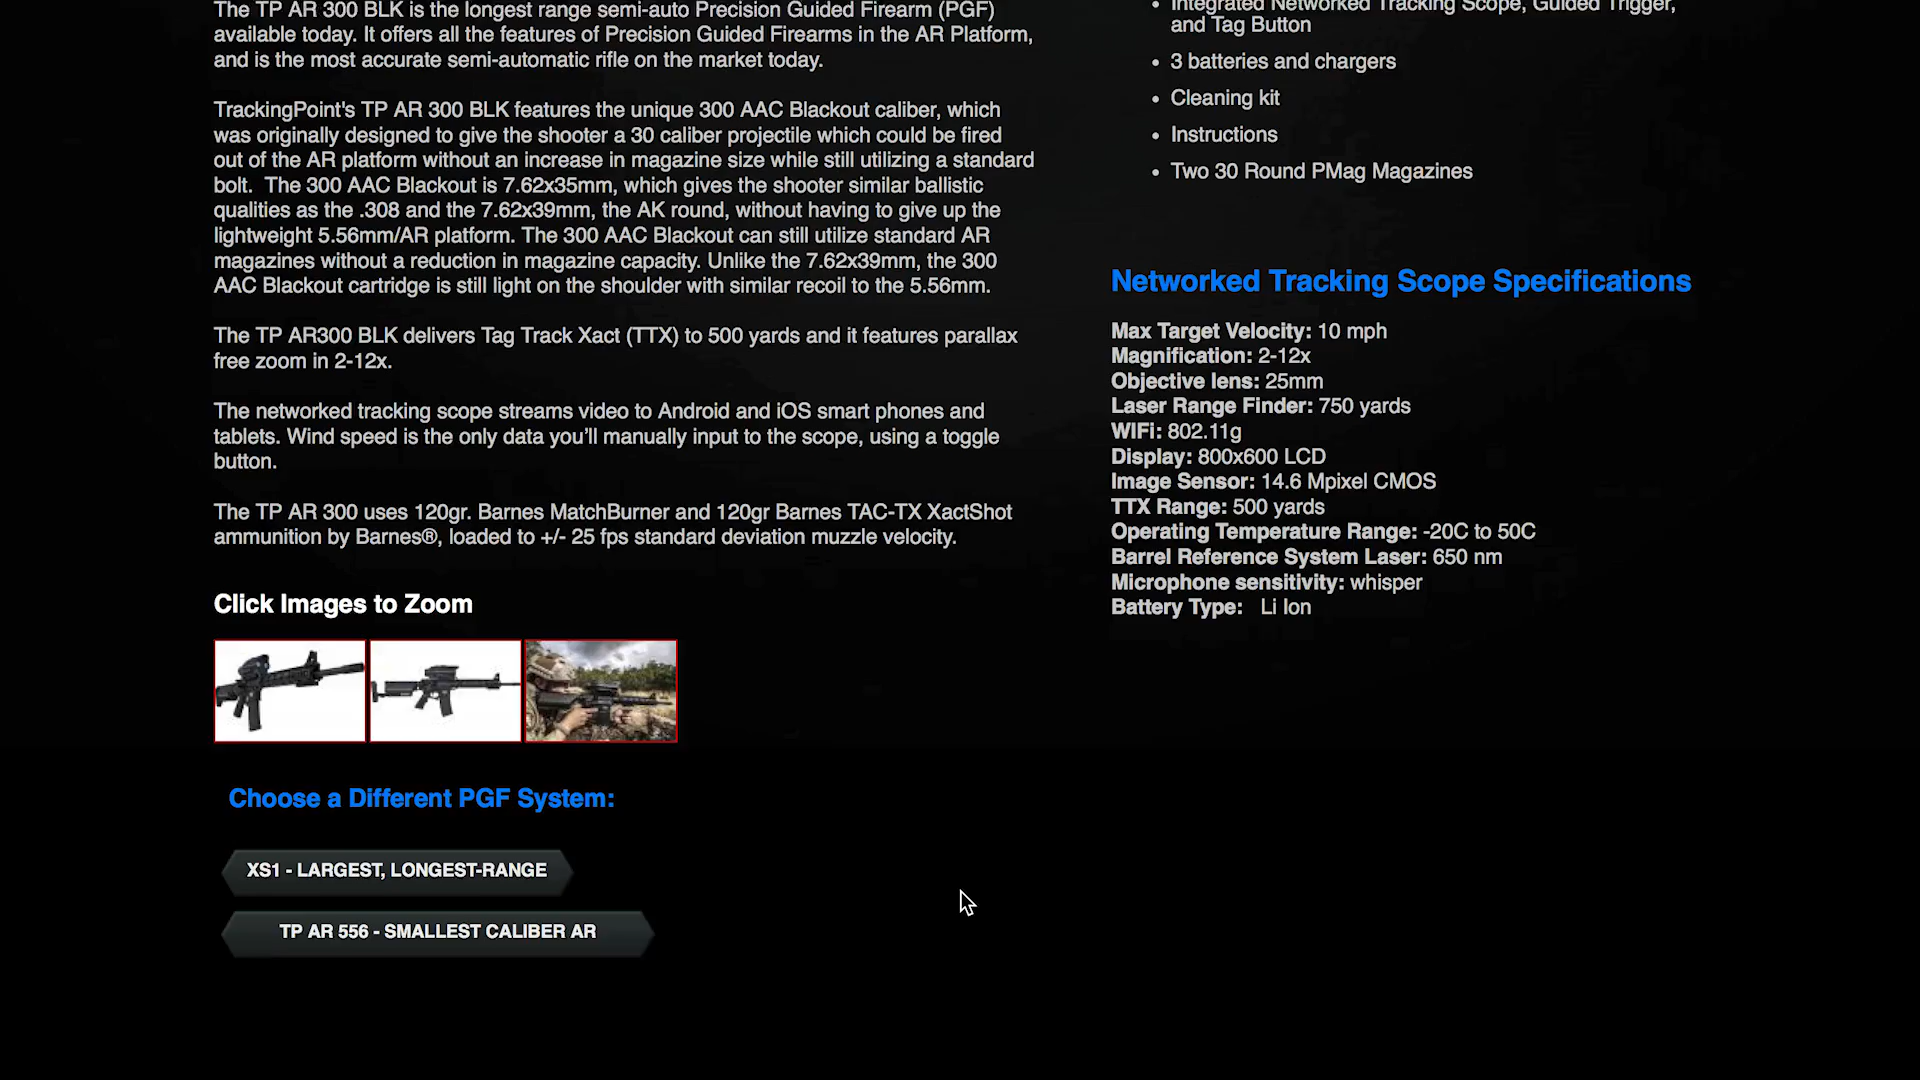 The TP AR 300 BLK is the longest range semi-auto Precision Guided Firearm (PGF)
available today. It offers all the features of Precision Guided Firearms in the AR Platform,
and is the most accurate semi-automatic rifle on the market today.
TrackingPoint's TP AR 300 BLK features the unique 300 AAC Blackout caliber, which
was originally designed to give the shooter a 30 caliber projectile which could be fired
out of the AR platform without an increase in magazine size while still utilizing a standard
bolt. The 300 AAC Blackout is 7.62x35mm, which gives the shooter similar ballistic
qualities as the .308 and the 7.62x39mm, the AK round, without having to give up the
lightweight 5.56mm/AR platform. The 300 AAC Blackout can still utilize standard AR
magazines without a reduction in magazine capacity. Unlike the 7.62x39mm, the 300
AAC Blackout cartridge is still light on the shoulder with similar recoil to the 5.56mm.
The TP AR300 BLK delivers Tag Track Xact (TTX) to 500 yards and it features parallax
free zoom in 2-12x.
The networked tracking scope streams video to Android and iOS smart phones and
tablets. Wind speed is the only data you'll manually input to the scope, using a toggle
button.
The TP AR 300 uses 120gr. Barnes MatchBurner and 120gr Barnes TAC-TX XactShot
ammunition by Barnes®, loaded to +/- 25 fps standard deviation muzzle velocity.
Click Images to Zoom
Choose a Different PGF System:
XS1 - LARGEST, LONGEST-RANGE
TP AR 556 - SMALLEST CALIBER AR
• Integrated Networked Tracking Scope, Guided Trigger,
and Tag Button
• 3 batteries and chargers
• Cleaning kit
• Instructions
• Two 30 Round PMag Magazines
Networked Tracking Scope Specifications
Max Target Velocity: 10 mph
Magnification: 2-12x
Objective lens: 25mm
Laser Range Finder: 750 yards
WIFi: 802.11g
Display: 800x600 LCD
Image Sensor: 14.6 Mpixel CMOS
TTX Range: 500 yards
Operating Temperature Range: -20C to 50C
Barrel Reference System Laser: 650 nm
Microphone sensitivity: whisper
Battery Type: Li Ion